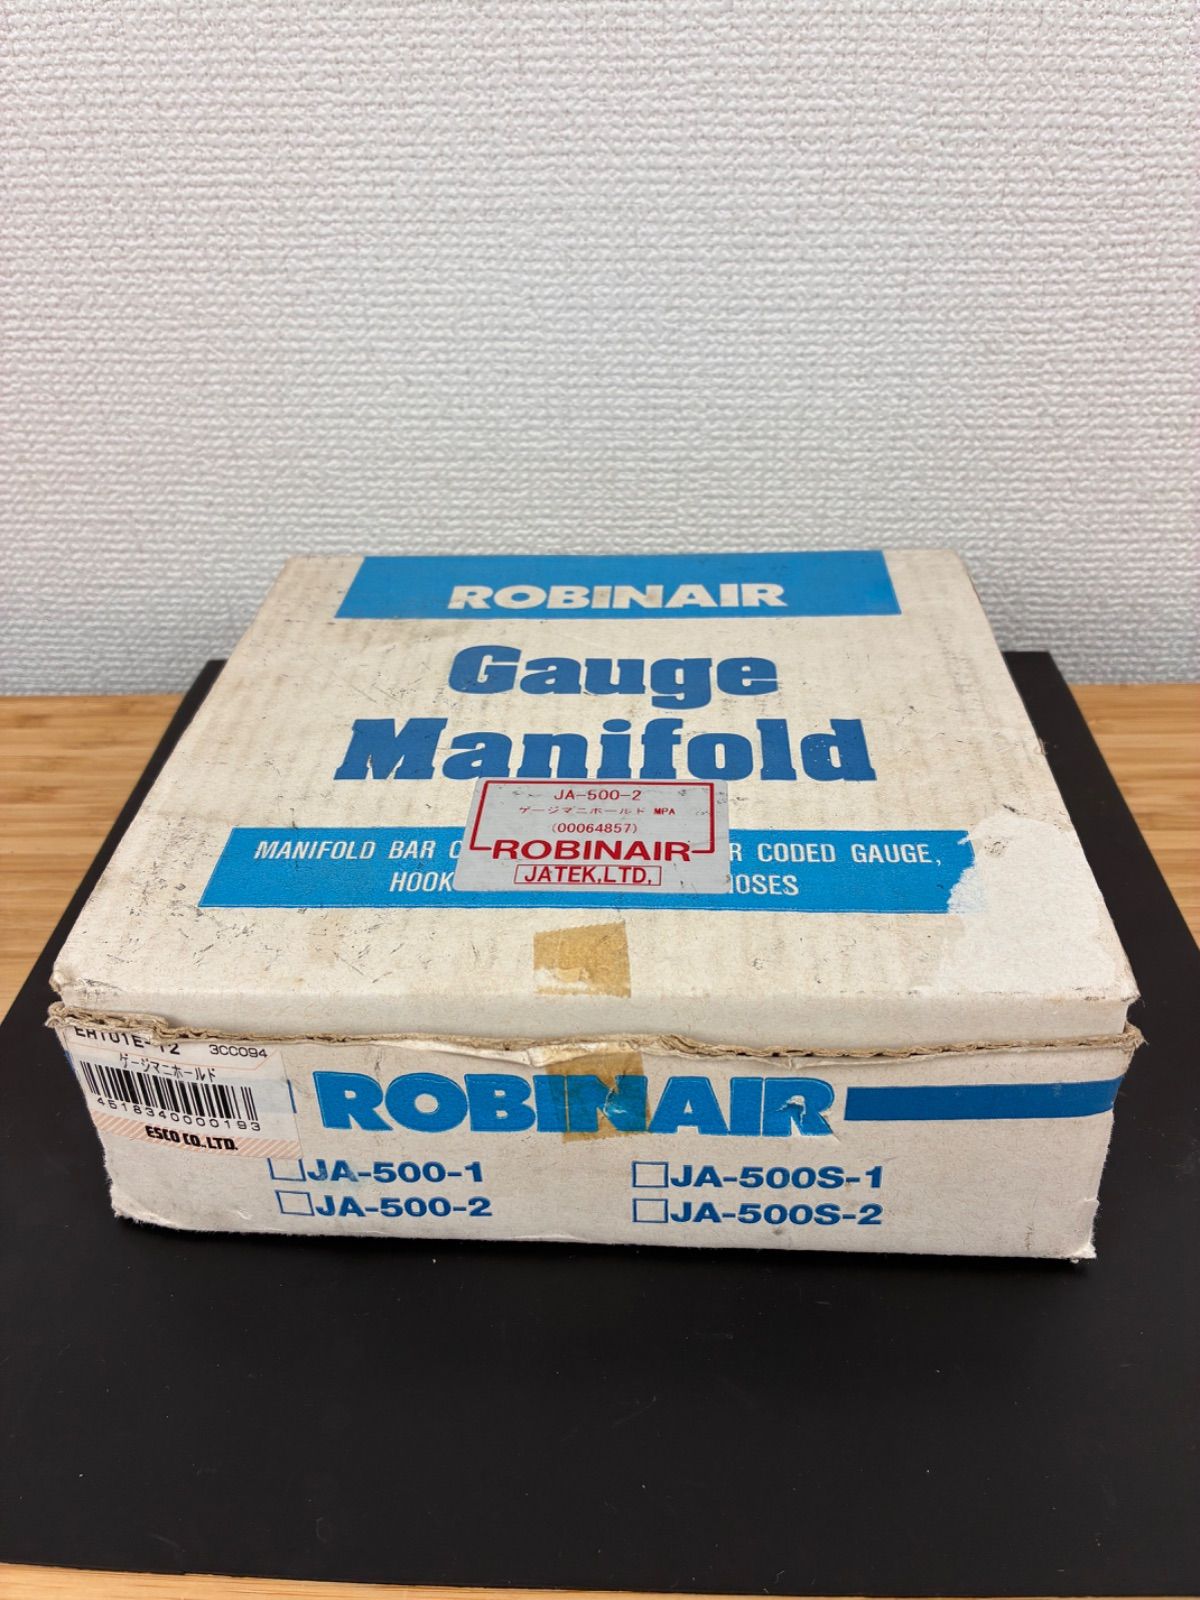 ROBINAIR
Gauge
Manifold
JA-500-2
ゲージマニホールド MPA
(00064857)
ROBINAIR
JATEK,LTD,
MANIFOLD BAR CODED GAUGE,
HOOK
3CC094
ゲージマニホールド
4518340000193
ESCO CO.,LTD.
ROBINAIR
JA-500-1
JA-500S-1
JA-500-2
JA-500S-2